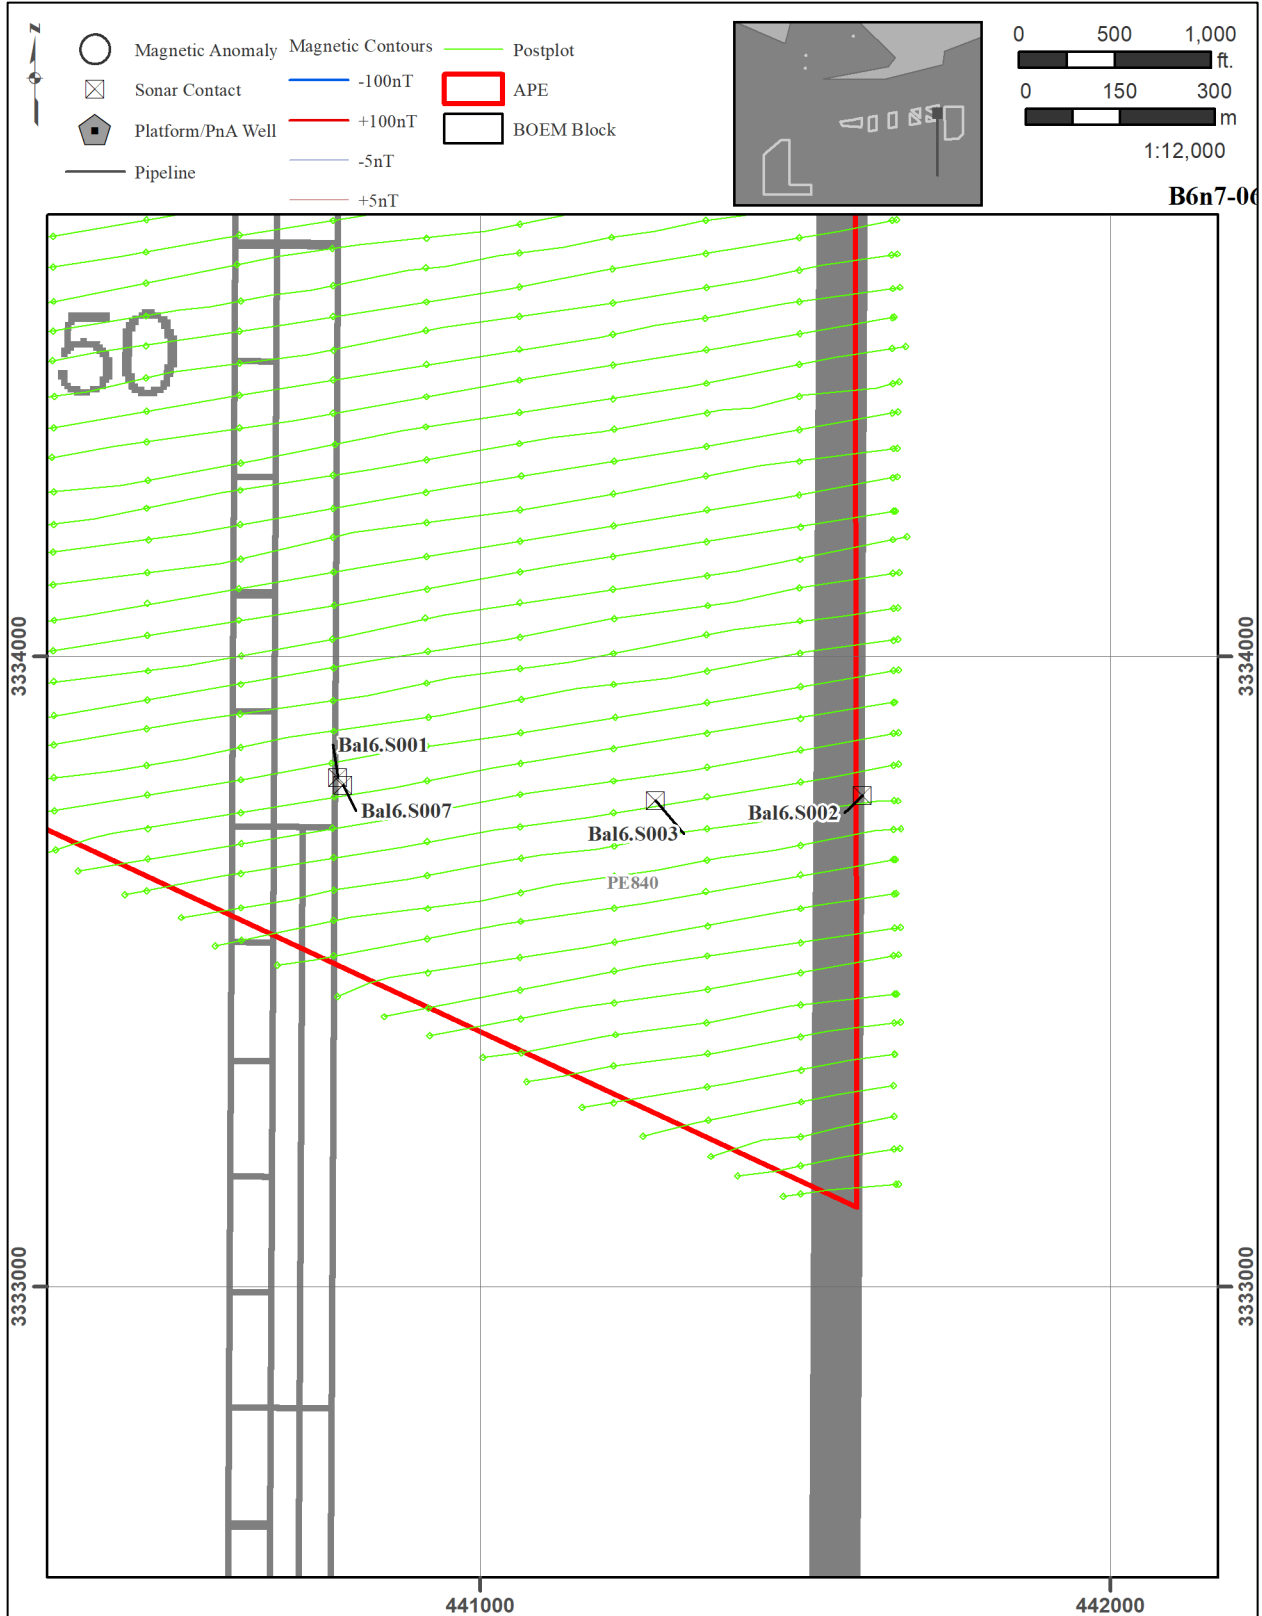 Z
Magnetic Anomaly
Sonar Contact
Platform/PnA Well
Pipeline
Magnetic Contours
-100nT
+100nT
-5nT
+5nT
Postplot
APE
BOEM Block
0 500 1,000
ft.
0 150 300
m
1:12,000
B6n7-06
50
3334000
3334000
Bal6.S001
Bal6.S007
Bal6.S003
Bal6.S002
PE840
3333000
3333000
441000
442000